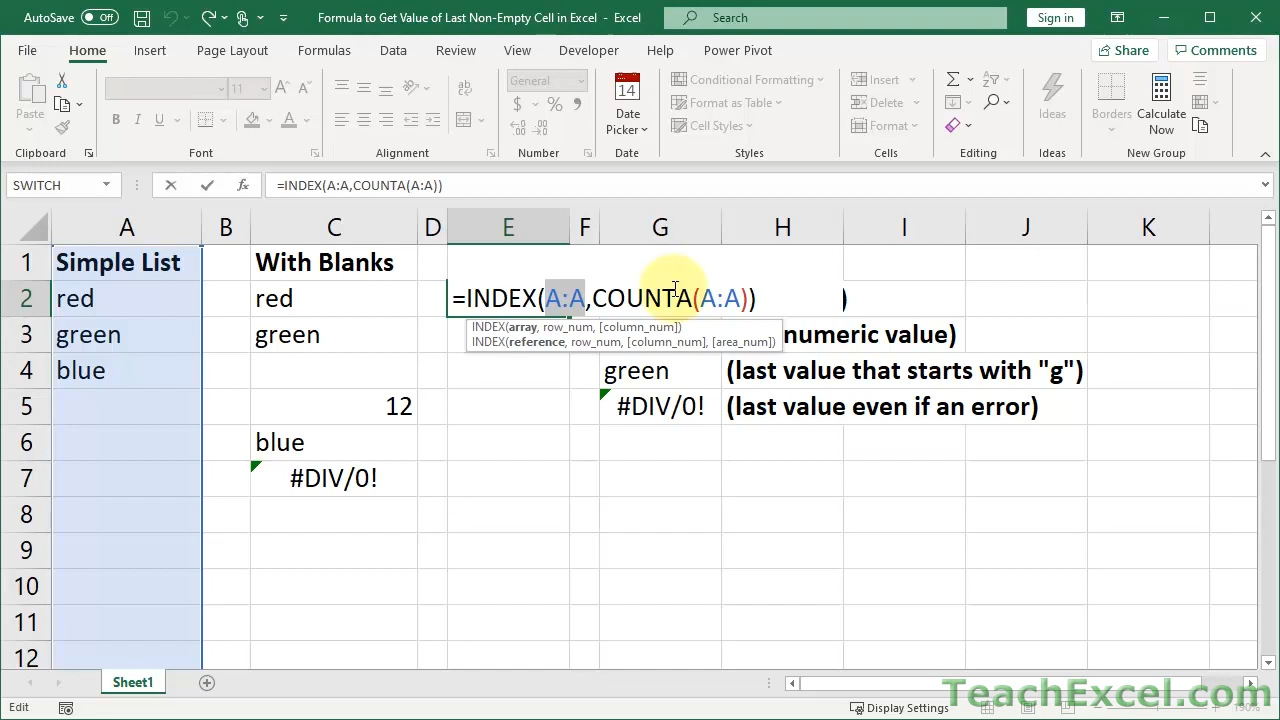 AutoSave Off Formula to Get Value of Last Non-Empty Cell in Excel - Excel Search Sign in
File Home Insert Page Layout Formulas Data Review View Developer Help Power Pivot Share Comments
General Conditional Formatting Insert
Paste 11 $ % 14 Date Picker Format as Table Delete Ideas Borders Calculate Now
B I U A Cell Styles Format
Clipboard Font Alignment Number Date Styles Cells Editing Ideas New Group
SWITCH fx =INDEX(A:A,COUNTA(A:A))
A B C D E F G H I J K
1 Simple List With Blanks
2 red red =INDEX(A:A,COUNTA(A:A)) )
INDEX(array, row_num, [column_num])
3 green green numeric value)
INDEX(reference, row_num, [column_num], [area_num])
4 blue green (last value that starts with "g")
5 12 #DIV/0! (last value even if an error)
6 blue
7 #DIV/0!
8
9
10
11
12
Sheet1
TeachExcel.com
Edit Display Settings